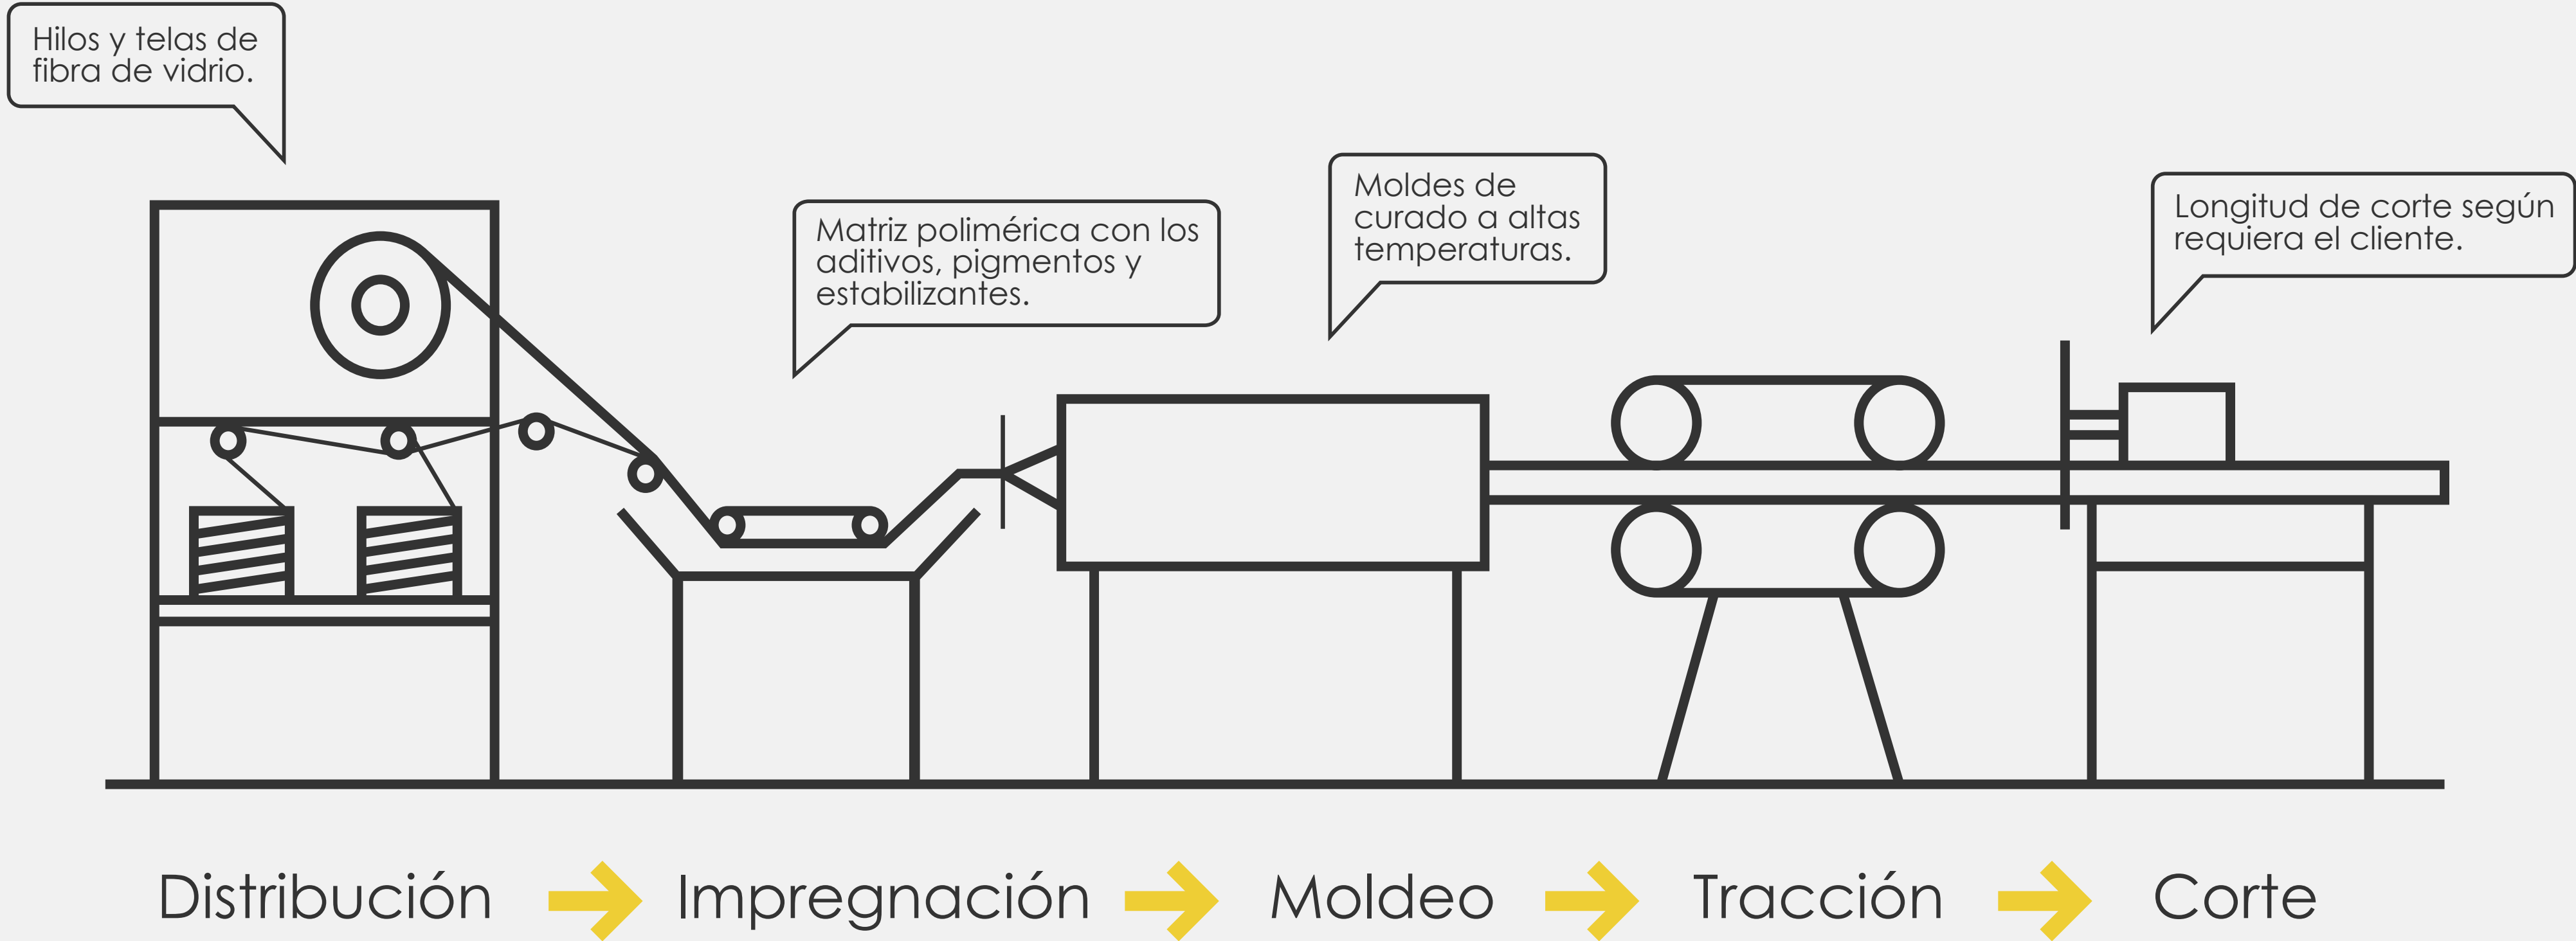 Hilos y telas de
fibra de vidrio.
Matriz polimérica con los
aditivos, pigmentos y
estabilizantes.
Moldes de
curado a altas
temperaturas.
Longitud de corte según
requiera el cliente.
Distribución
Impregnación
Moldeo
Tracción
Corte